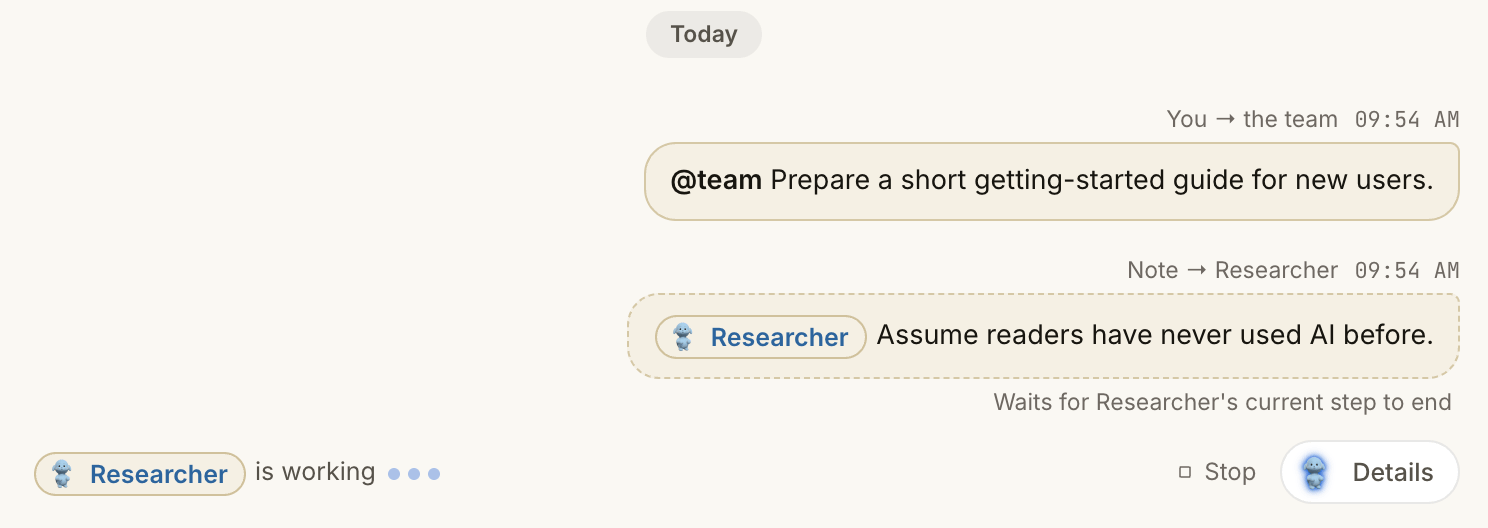 Today
You → the team 09:54 AM
@team Prepare a short getting-started guide for new users.
Note → Researcher 09:54 AM
Researcher Assume readers have never used AI before.
Waits for Researcher's current step to end
Researcher is working
Stop
Details